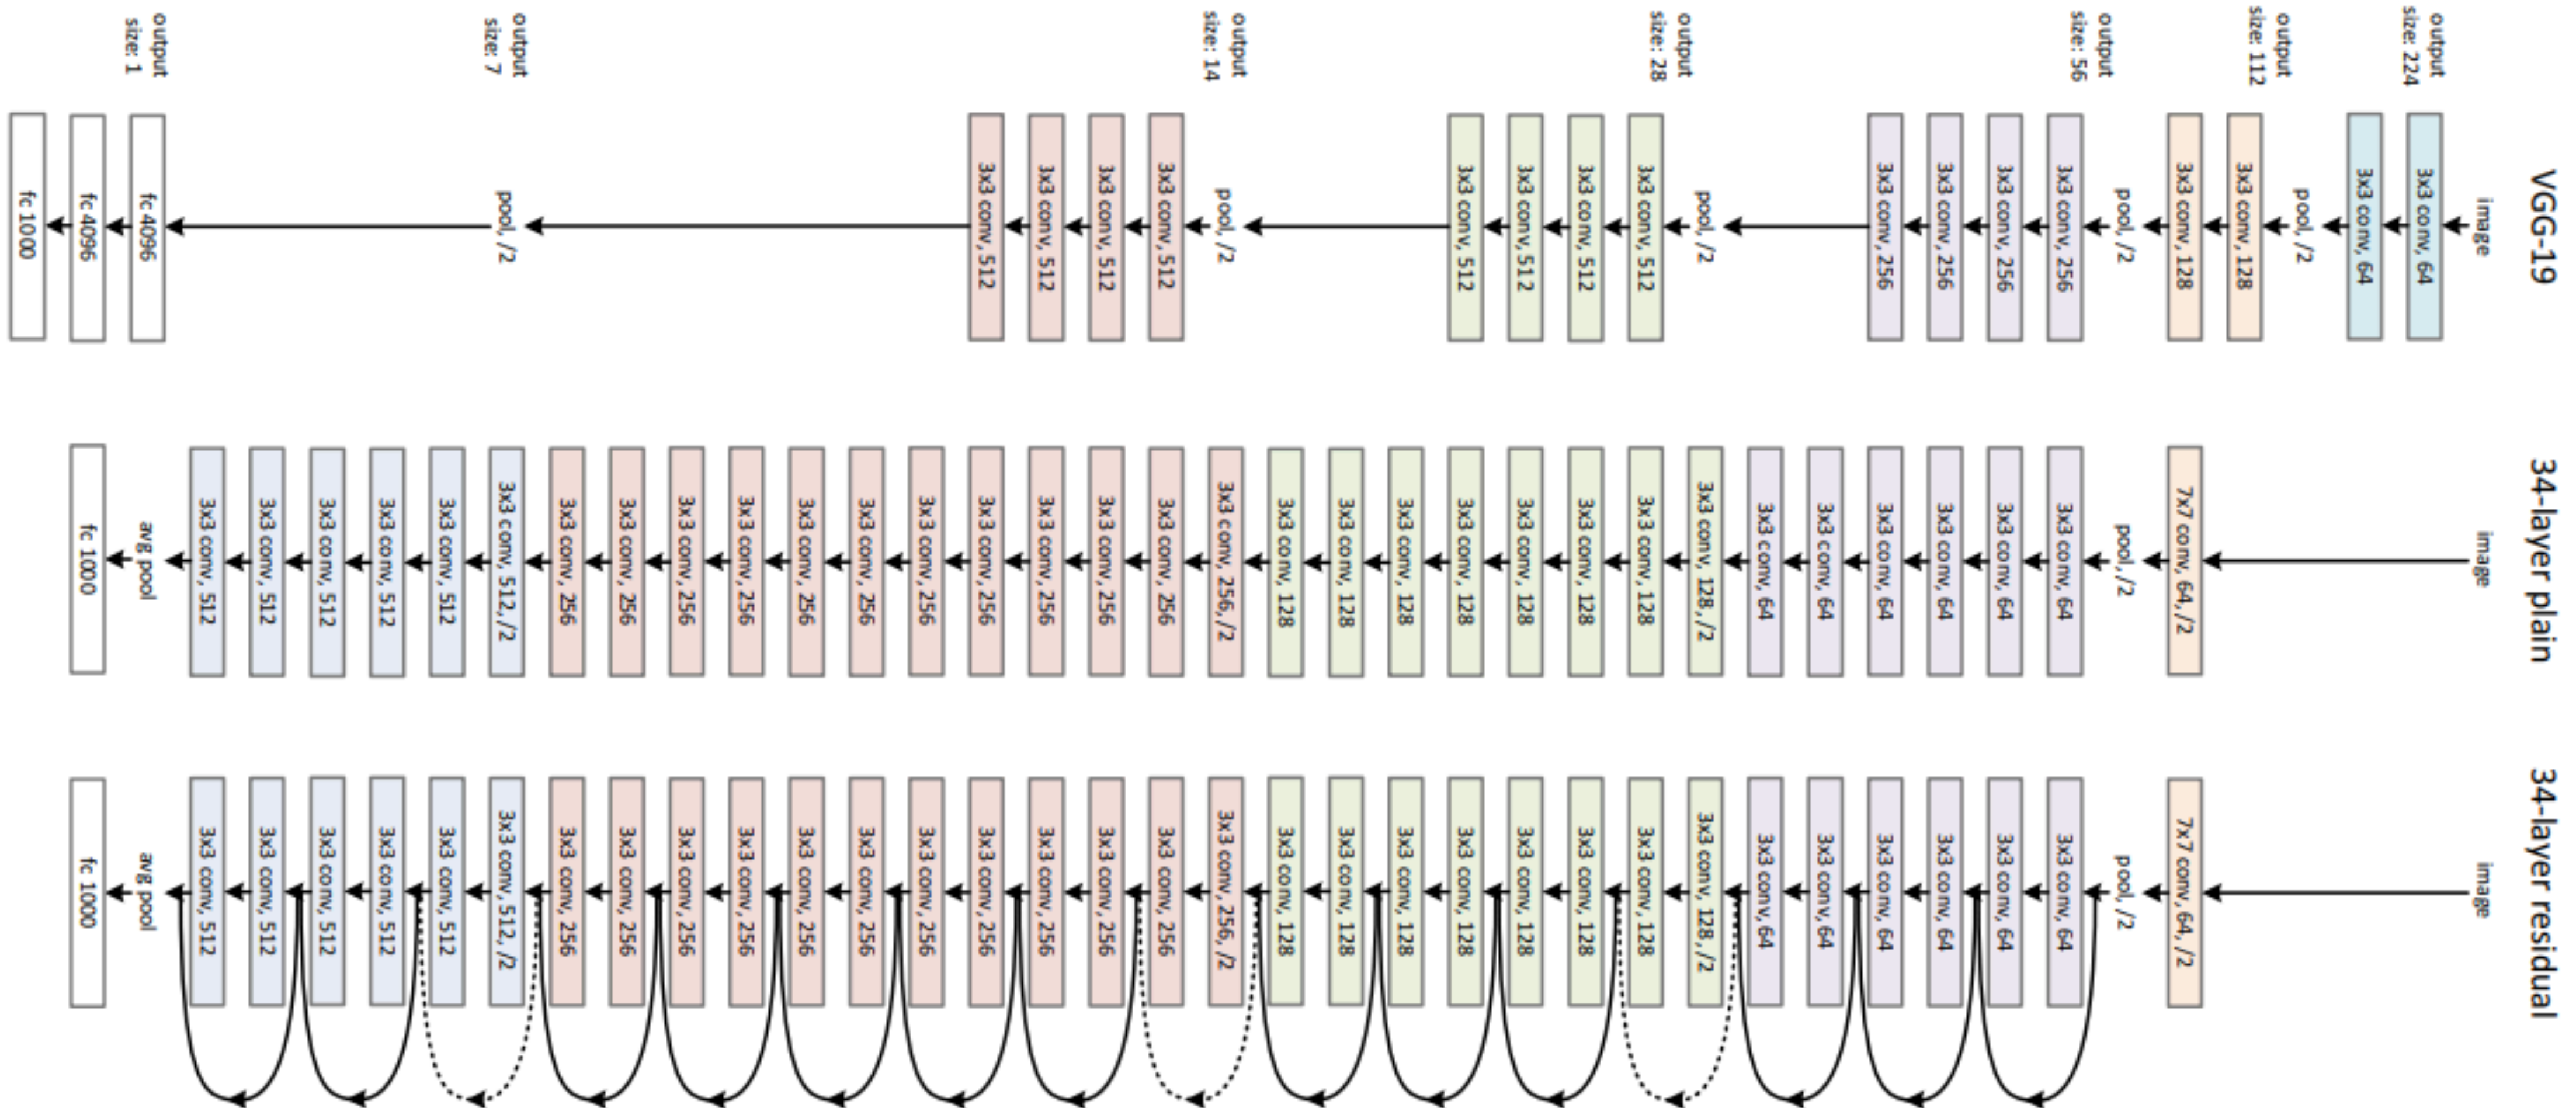 output
size: 224
output
size: 112
output
size: 56
output
size: 28
output
size: 14
output
size: 7
output
size: 1
VGG-19
image
3x3 conv, 64
3x3 conv, 64
pool, /2
3x3 conv, 128
3x3 conv, 128
pool, /2
3x3 conv, 256
3x3 conv, 256
3x3 conv, 256
3x3 conv, 256
pool, /2
3x3 conv, 512
3x3 conv, 512
3x3 conv, 512
3x3 conv, 512
pool, /2
3x3 conv, 512
3x3 conv, 512
3x3 conv, 512
3x3 conv, 512
pool, /2
fc 4096
fc 4096
fc 1000
34-layer plain
image
7x7 conv, 64, /2
pool, /2
3x3 conv, 64
3x3 conv, 64
3x3 conv, 64
3x3 conv, 64
3x3 conv, 64
3x3 conv, 64
3x3 conv, 128, /2
3x3 conv, 128
3x3 conv, 128
3x3 conv, 128
3x3 conv, 128
3x3 conv, 128
3x3 conv, 128
3x3 conv, 128
3x3 conv, 256, /2
3x3 conv, 256
3x3 conv, 256
3x3 conv, 256
3x3 conv, 256
3x3 conv, 256
3x3 conv, 256
3x3 conv, 256
3x3 conv, 256
3x3 conv, 256
3x3 conv, 256
3x3 conv, 256
3x3 conv, 512, /2
3x3 conv, 512
3x3 conv, 512
3x3 conv, 512
3x3 conv, 512
3x3 conv, 512
avg pool
fc 1000
34-layer residual
image
7x7 conv, 64, /2
pool, /2
3x3 conv, 64
3x3 conv, 64
3x3 conv, 64
3x3 conv, 64
3x3 conv, 64
3x3 conv, 64
3x3 conv, 128, /2
3x3 conv, 128
3x3 conv, 128
3x3 conv, 128
3x3 conv, 128
3x3 conv, 128
3x3 conv, 128
3x3 conv, 128
3x3 conv, 256, /2
3x3 conv, 256
3x3 conv, 256
3x3 conv, 256
3x3 conv, 256
3x3 conv, 256
3x3 conv, 256
3x3 conv, 256
3x3 conv, 256
3x3 conv, 256
3x3 conv, 256
3x3 conv, 256
3x3 conv, 512, /2
3x3 conv, 512
3x3 conv, 512
3x3 conv, 512
3x3 conv, 512
3x3 conv, 512
avg pool
fc 1000